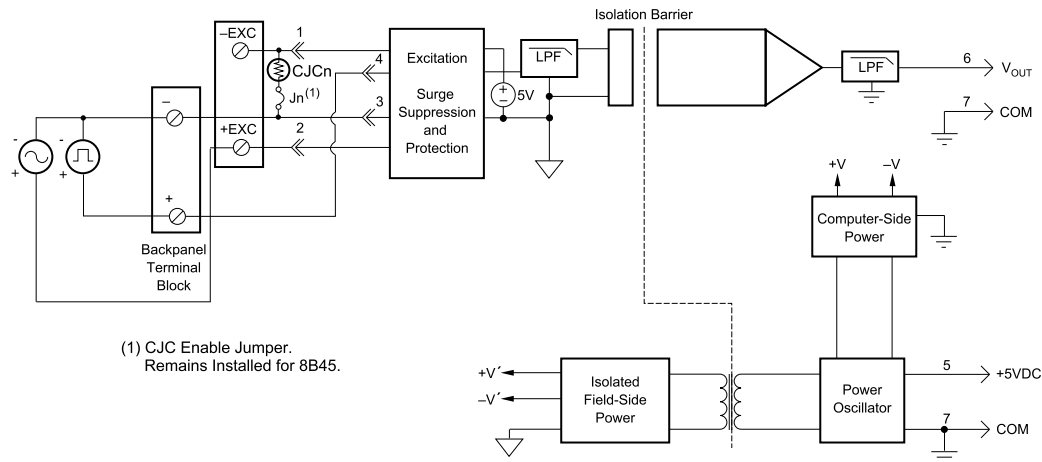 Isolation Barrier
–EXC
1
CJCn
Jn(1)
4
3
+EXC
2
Excitation
Surge
Suppression
and
Protection
+
–
5V
LPF
LPF
6
VOUT
7
COM
–
+
-
+
-
+
Backpanel
Terminal
Block
+V
–V
Computer-Side
Power
(1) CJC Enable Jumper.
Remains Installed for 8B45.
+V´
–V´
Isolated
Field-Side
Power
Power
Oscillator
5
+5VDC
7
COM